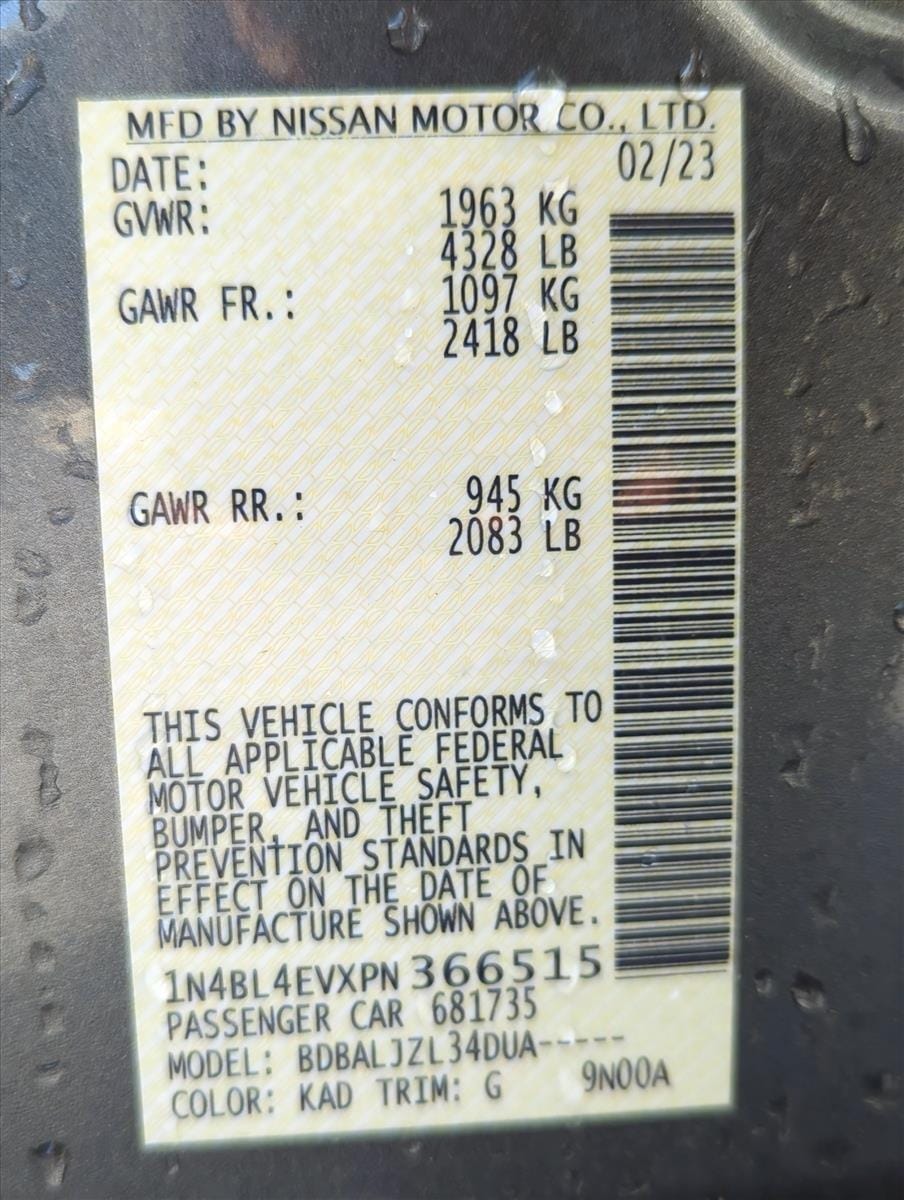 MFD BY NISSAN MOTOR CO., LTD.
DATE: 02/23
GVWR: 1963 KG
4328 LB
GAWR FR.: 1097 KG
2418 LB
GAWR RR.: 945 KG
2083 LB
THIS VEHICLE CONFORMS TO
ALL APPLICABLE FEDERAL
MOTOR VEHICLE SAFETY,
BUMPER, AND THEFT
PREVENTION STANDARDS IN
EFFECT ON THE DATE OF
MANUFACTURE SHOWN ABOVE.
1N4BL4EVXPN 366515
PASSENGER CAR 681735
MODEL: BDBALJZL34DUA-----
COLOR: KAD TRIM: G 9N00A